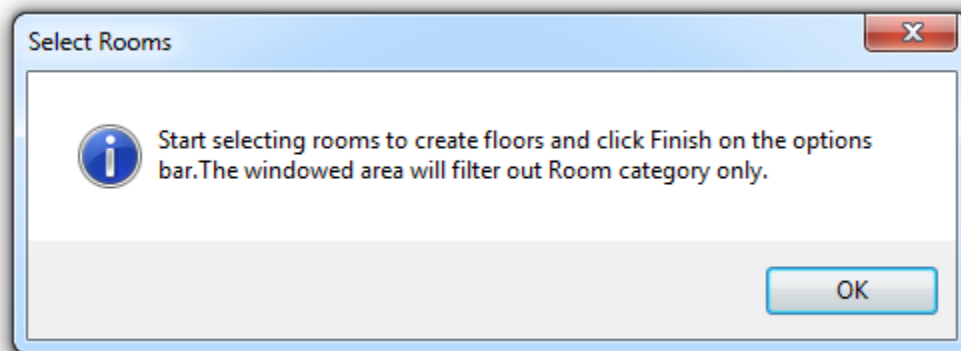 Select Rooms
Start selecting rooms to create floors and click Finish on the options
bar.The windowed area will filter out Room category only.
OK